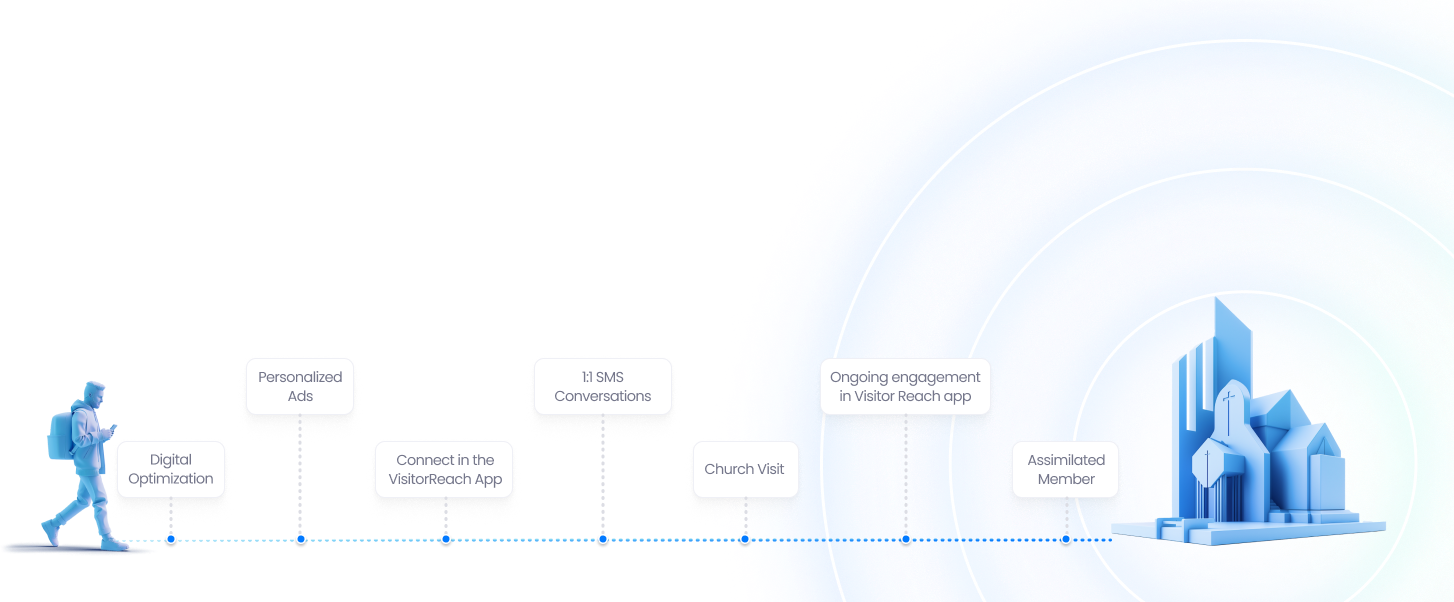 Digital
Optimization
Personalized
Ads
Connect in the
VisitorReach App
1:1 SMS
Conversations
Church Visit
Ongoing engagement
in Visitor Reach app
Assimilated
Member